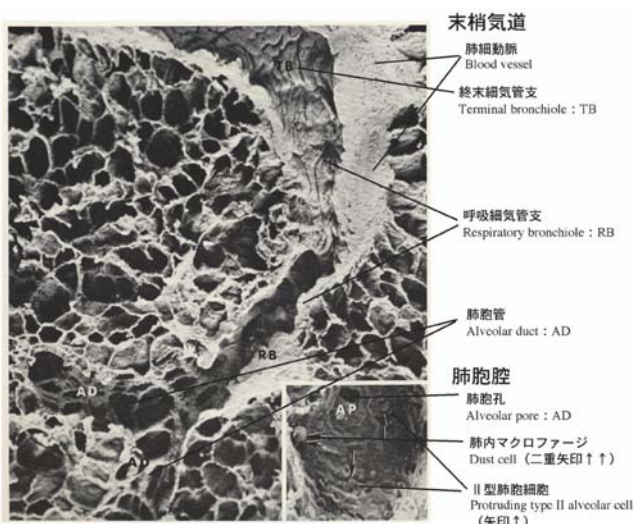 末梢気道
肺細動脈
Blood vessel
終末細気管支
Terminal bronchiole：TB
呼吸細気管支
Respiratory bronchiole：RB
肺胞管
Alveolar duct：AD
肺胞腔
肺胞孔
Alveolar pore：AD
肺内マクロファージ
Dust cell（二重矢印↑↑）
Ⅱ型肺胞細胞
Protruding type II alveolar cell
（矢印↑）
TB
RB
AD
AD
AP